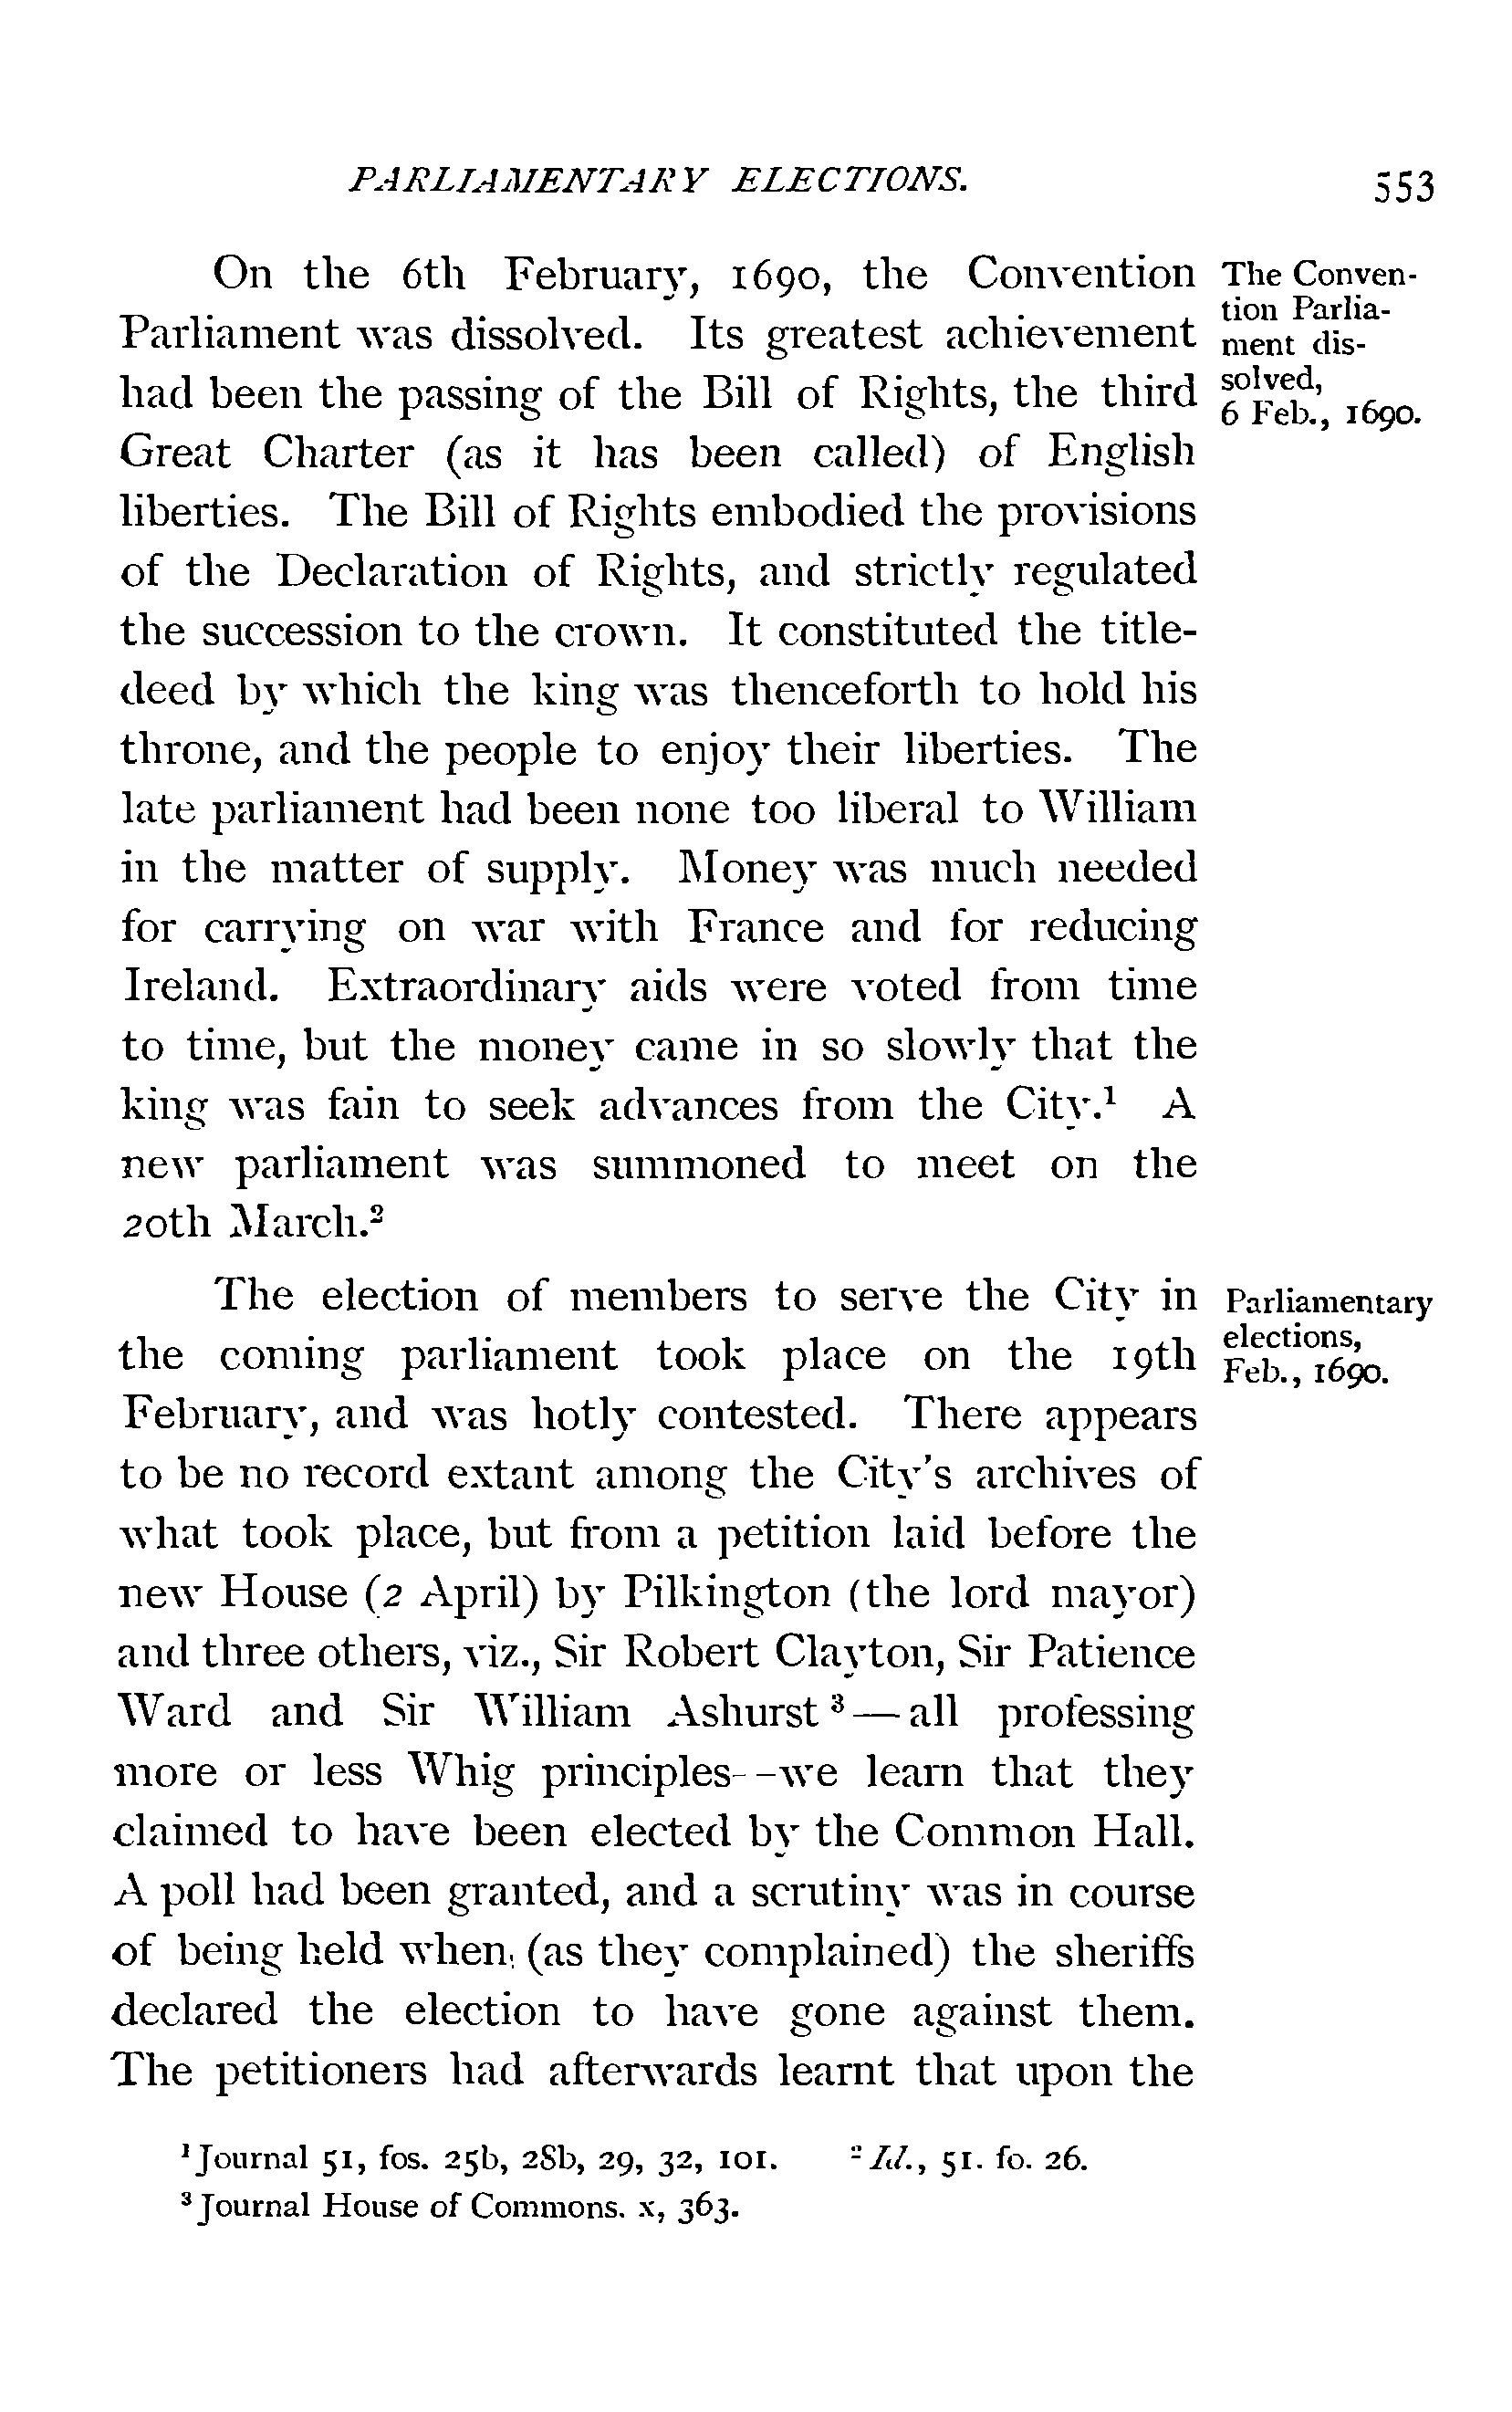 PARLIAMENTARY ELECTIONS.
553
On the 6th February, 1690, the Convention
Parliament was dissolved. Its greatest achievement
had been the passing of the Bill of Rights, the third
Great Charter (as it has been called) of English
liberties. The Bill of Rights embodied the provisions
of the Declaration of Rights, and strictly regulated
the succession to the crown. It constituted the title-
deed by which the king was thenceforth to hold his
throne, and the people to enjoy their liberties. The
late parliament had been none too liberal to William
in the matter of supply. Money was much needed
for carrying on war with France and for reducing
Ireland. Extraordinary aids were voted from time
to time, but the money came in so slowly that the
king was fain to seek advances from the City.¹ A
new parliament was summoned to meet on the
20th March.²
The Conven-
tion Parlia-
ment dis-
solved,
6 Feb., 1690.
The election of members to serve the City in
the coming parliament took place on the 19th
February, and was hotly contested. There appears
to be no record extant among the City's archives of
what took place, but from a petition laid before the
new House (2 April) by Pilkington (the lord mayor)
and three others, viz., Sir Robert Clayton, Sir Patience
Ward and Sir William Ashurst ³—all professing
more or less Whig principles--we learn that they
claimed to have been elected by the Common Hall.
A poll had been granted, and a scrutiny was in course
of being held when, (as they complained) the sheriffs
declared the election to have gone against them.
The petitioners had afterwards learnt that upon the
Parliamentary
elections,
Feb., 1690.
¹ Journal 51, fos. 25b, 28b, 29, 32, 101. ² Id., 51. fo. 26.
³ Journal House of Commons. x, 363.